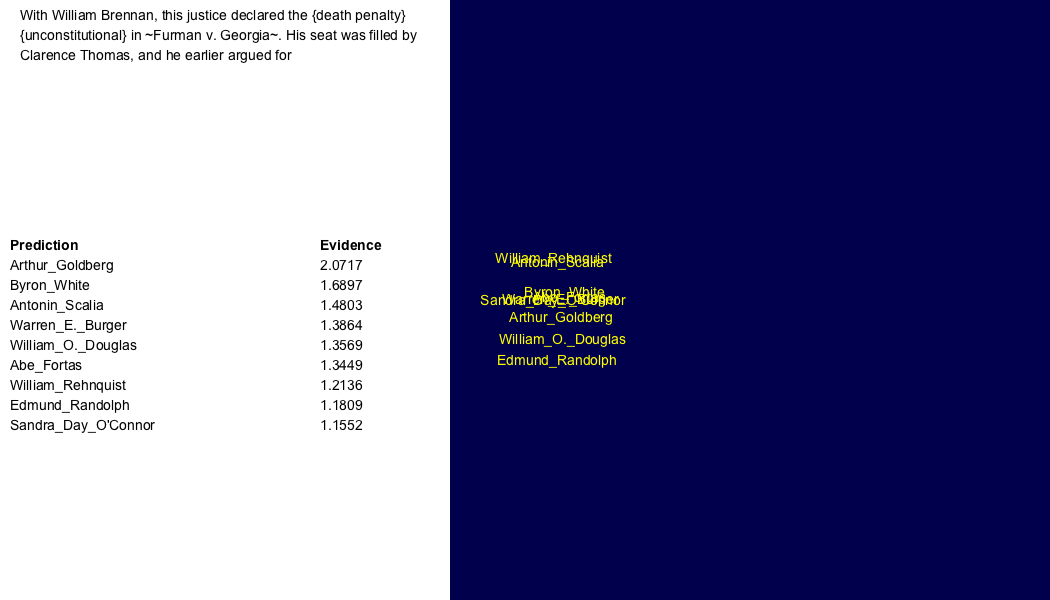 With William Brennan, this justice declared the {death penalty}
{unconstitutional} in ~Furman v. Georgia~. His seat was filled by
Clarence Thomas, and he earlier argued for
Prediction Evidence
Arthur_Goldberg 2.0717
Byron_White 1.6897
Antonin_Scalia 1.4803
Warren_E._Burger 1.3864
William_O._Douglas 1.3569
Abe_Fortas 1.3449
William_Rehnquist 1.2136
Edmund_Randolph 1.1809
Sandra_Day_O'Connor 1.1552
William_Rehnquist
Antonin_Scalia
Byron_White
Abe_Fortas
Warren_E._Burger
Sandra_Day_O'Connor
Arthur_Goldberg
William_O._Douglas
Edmund_Randolph